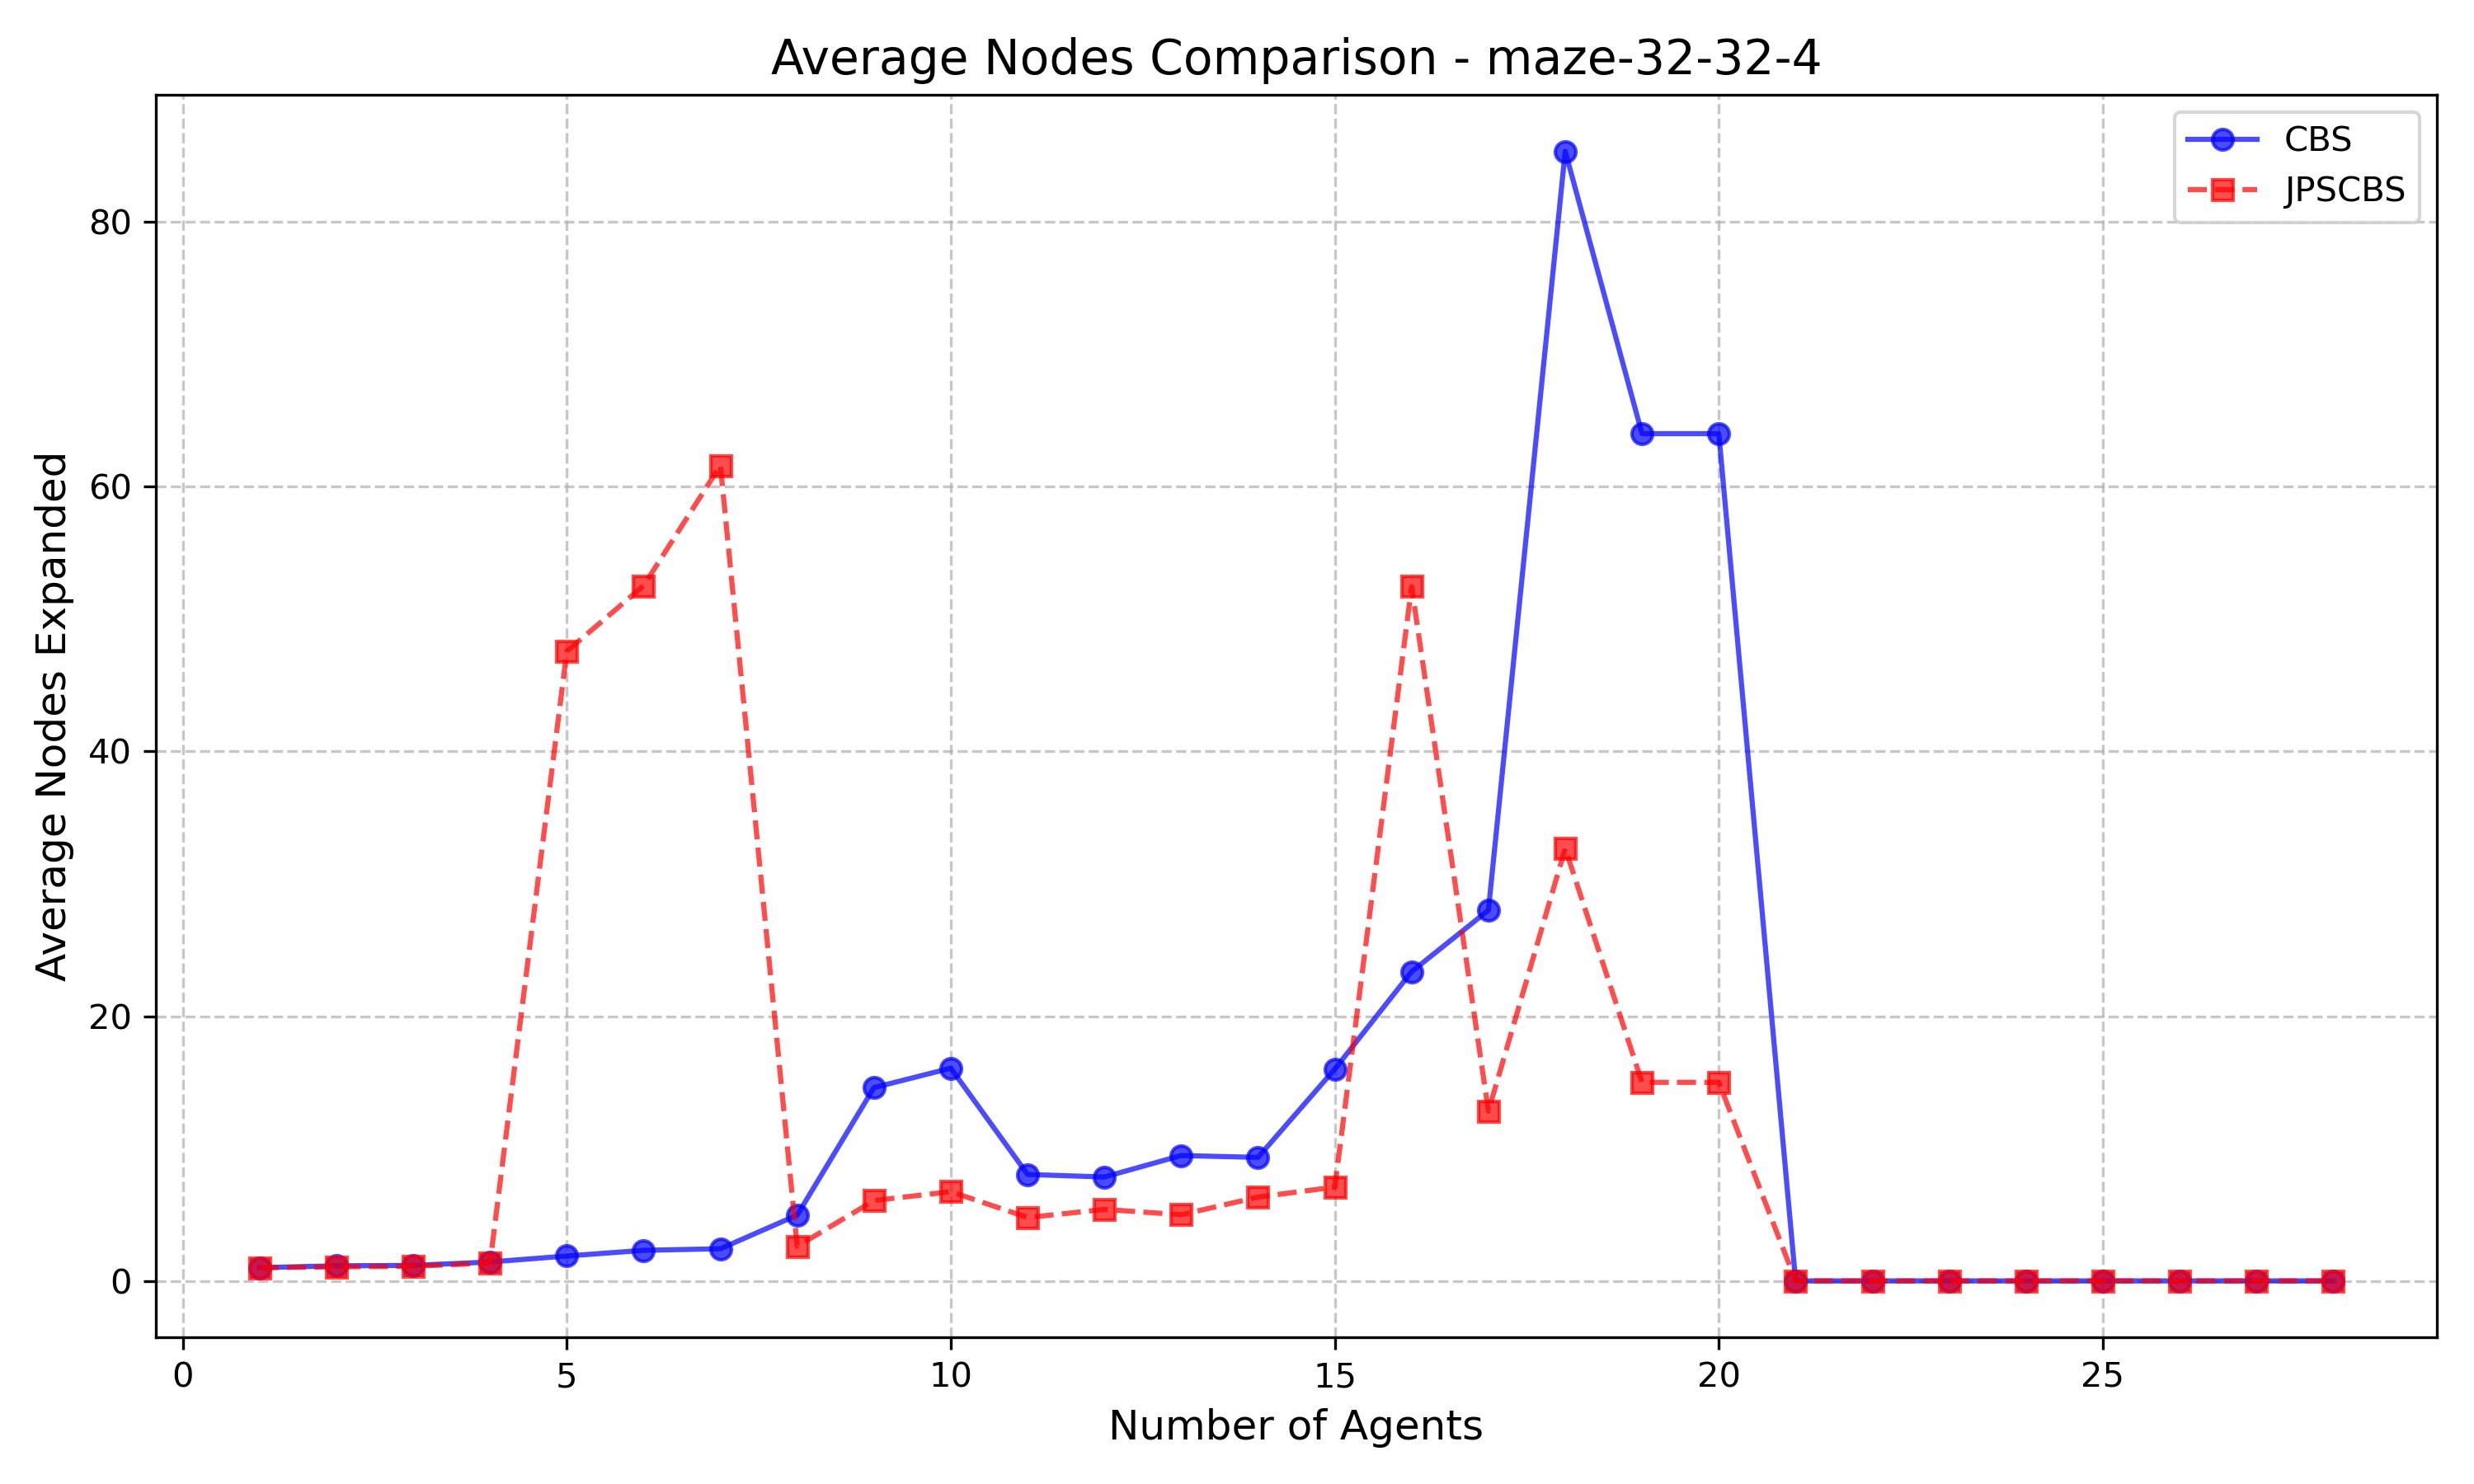 Average Nodes Comparison - maze-32-32-4
CBS
JPSCBS
Average Nodes Expanded
80
60
40
20
0
0 5 10 15 20 25
Number of Agents